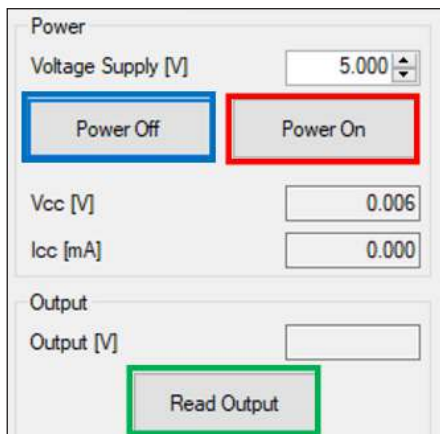 Power
Voltage Supply [V] 5.000
Power Off Power On
Vcc [V] 0.006
Icc [mA] 0.000
Output
Output [V]
Read Output